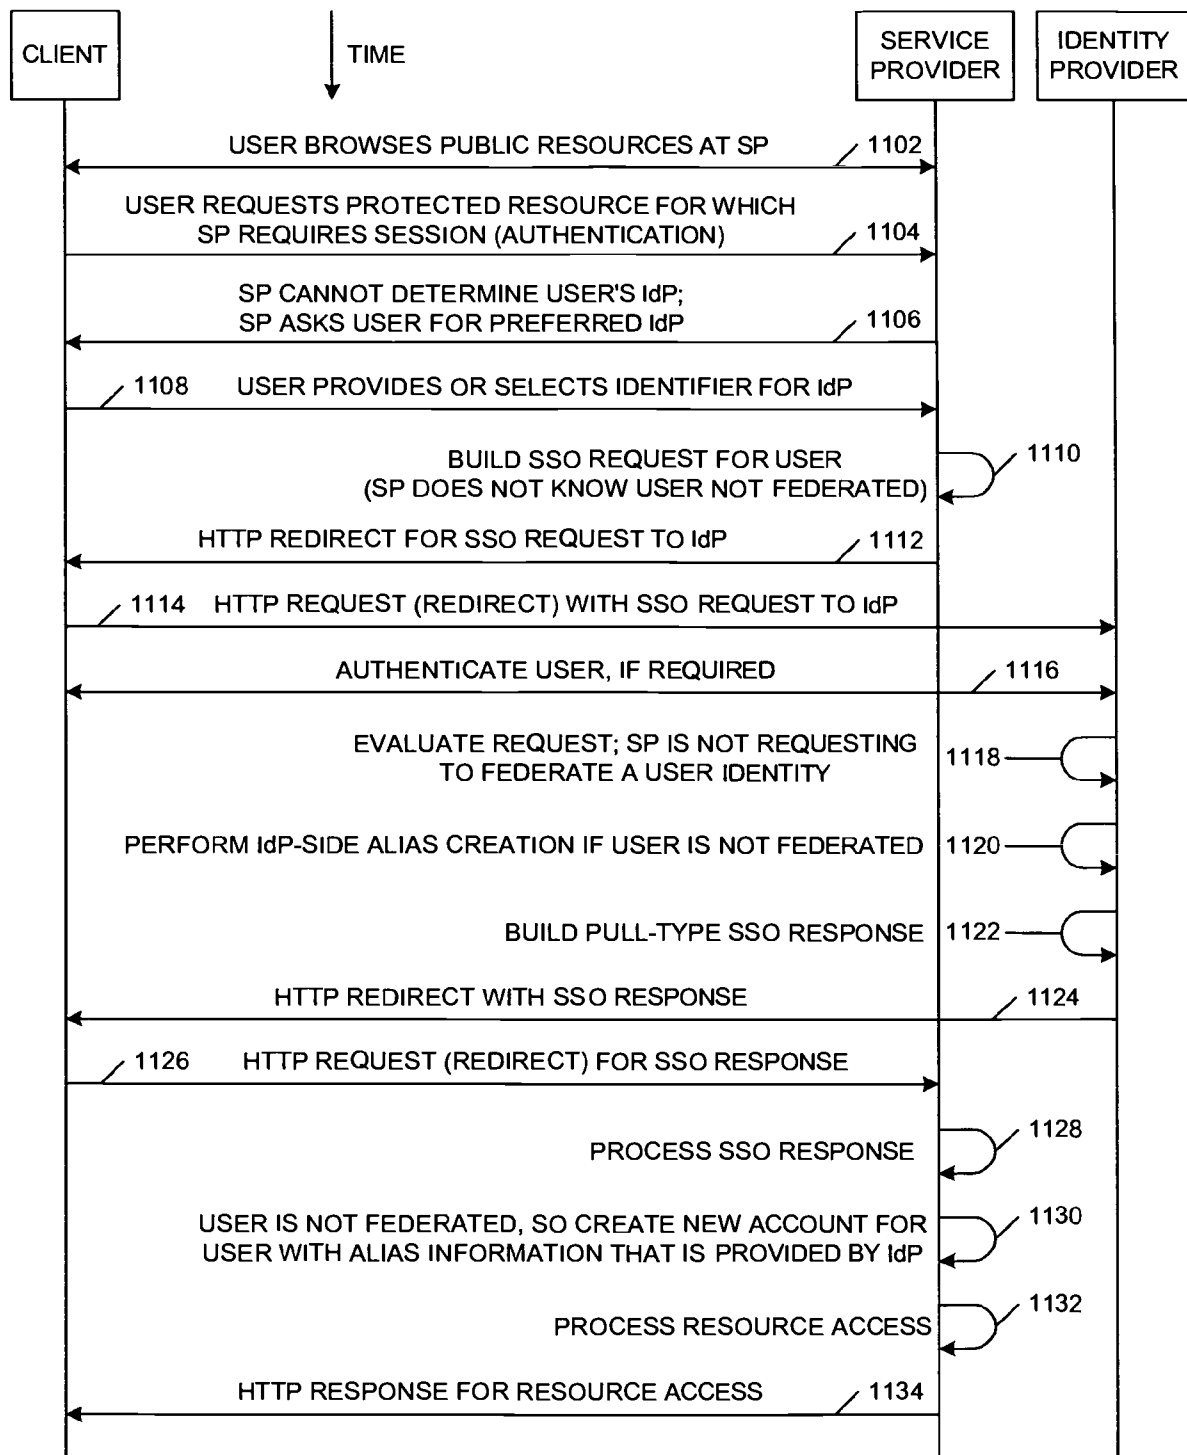 CLIENT
TIME
SERVICE
PROVIDER
IDENTITY
PROVIDER
USER BROWSES PUBLIC RESOURCES AT SP
1102
USER REQUESTS PROTECTED RESOURCE FOR WHICH
SP REQUIRES SESSION (AUTHENTICATION)
1104
SP CANNOT DETERMINE USER'S IdP;
SP ASKS USER FOR PREFERRED IdP
1106
1108 USER PROVIDES OR SELECTS IDENTIFIER FOR IdP
BUILD SSO REQUEST FOR USER
(SP DOES NOT KNOW USER NOT FEDERATED)
1110
HTTP REDIRECT FOR SSO REQUEST TO IdP
1112
1114 HTTP REQUEST (REDIRECT) WITH SSO REQUEST TO IdP
AUTHENTICATE USER, IF REQUIRED
1116
EVALUATE REQUEST; SP IS NOT REQUESTING
TO FEDERATE A USER IDENTITY
1118
PERFORM IdP-SIDE ALIAS CREATION IF USER IS NOT FEDERATED
1120
BUILD PULL-TYPE SSO RESPONSE
1122
HTTP REDIRECT WITH SSO RESPONSE
1124
1126 HTTP REQUEST (REDIRECT) FOR SSO RESPONSE
PROCESS SSO RESPONSE
1128
USER IS NOT FEDERATED, SO CREATE NEW ACCOUNT FOR
USER WITH ALIAS INFORMATION THAT IS PROVIDED BY IdP
1130
PROCESS RESOURCE ACCESS
1132
HTTP RESPONSE FOR RESOURCE ACCESS
1134